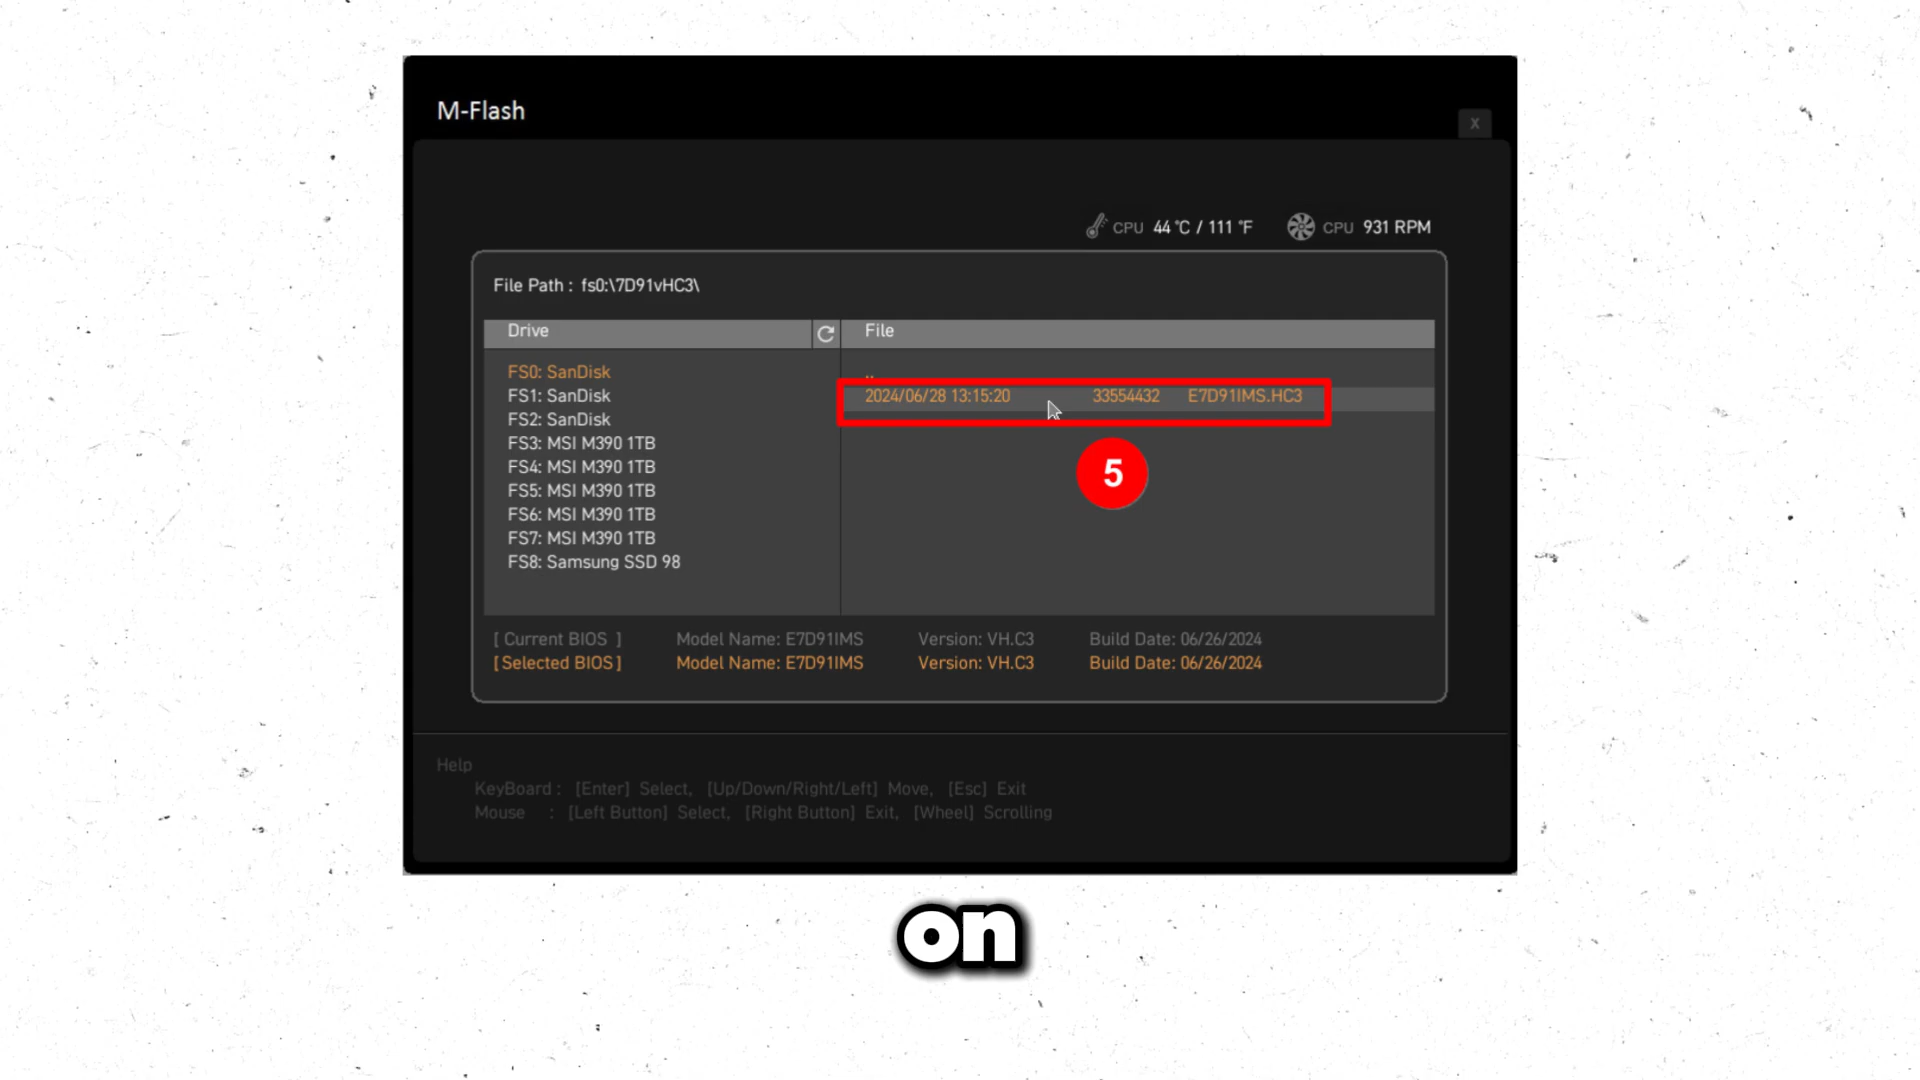 M-Flash
X
CPU 44 °C / 111 °F CPU 931 RPM
File Path : fs0:\7D91vHC3\
Drive File
FS0: SanDisk ..
FS1: SanDisk 2024/06/28 13:15:20 33554432 E7D91IMS.HC3
FS2: SanDisk
FS3: MSI M390 1TB
5
FS4: MSI M390 1TB
FS5: MSI M390 1TB
FS6: MSI M390 1TB
FS7: MSI M390 1TB
FS8: Samsung SSD 98
[ Current BIOS ] Model Name: E7D91IMS Version: VH.C3 Build Date: 06/26/2024
[Selected BIOS] Model Name: E7D91IMS Version: VH.C3 Build Date: 06/26/2024
Help
KeyBoard : [Enter] Select, [Up/Down/Right/Left] Move, [Esc] Exit
Mouse : [Left Button] Select, [Right Button] Exit, [Wheel] Scrolling
on